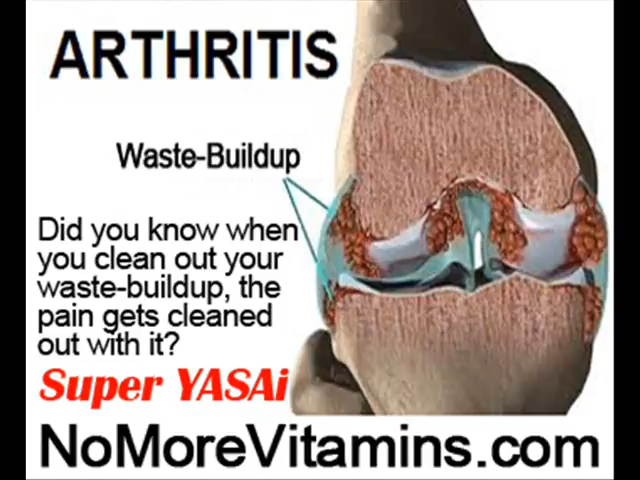 ARTHRITIS
Waste-Buildup
Did you know when
you clean out your
waste-buildup, the
pain gets cleaned
out with it?
Super YASAi
NoMoreVitamins.com